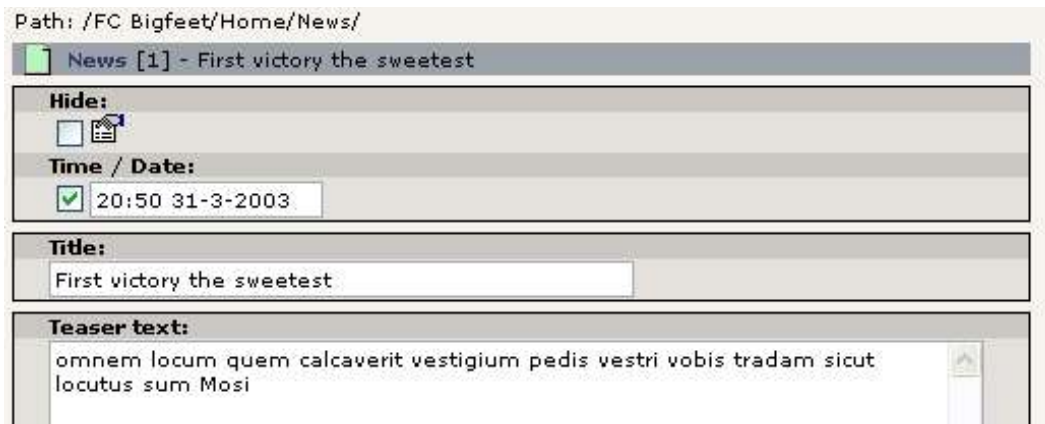 Path: /FC Bigfeet/Home/News/
News [1] - First victory the sweetest
Hide:
Time / Date:
20:50 31-3-2003
Title:
First victory the sweetest
Teaser text:
omnem locum quem calcaverit vestigium pedis vestri vobis tradam sicut
locutus sum Mosi